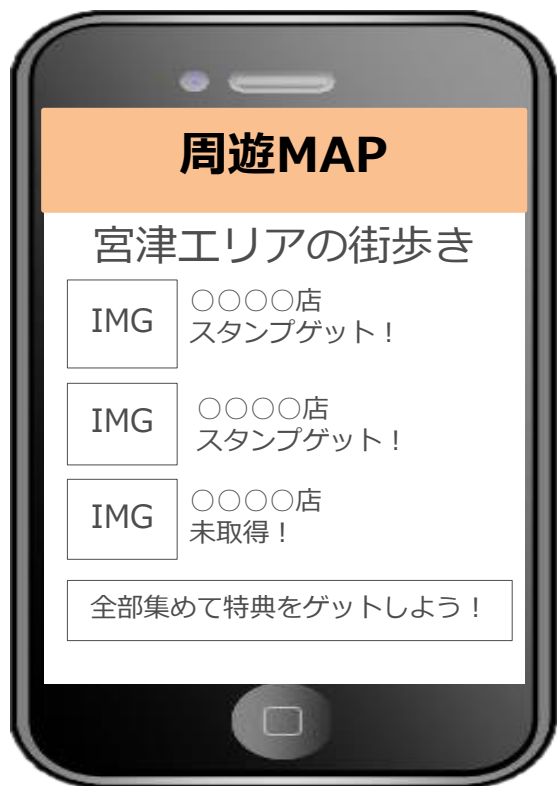 周遊MAP
宮津エリアの街歩き
IMG
○○○○店
スタンプゲット！
IMG
○○○○店
スタンプゲット！
IMG
○○○○店
未取得！
全部集めて特典をゲットしよう！